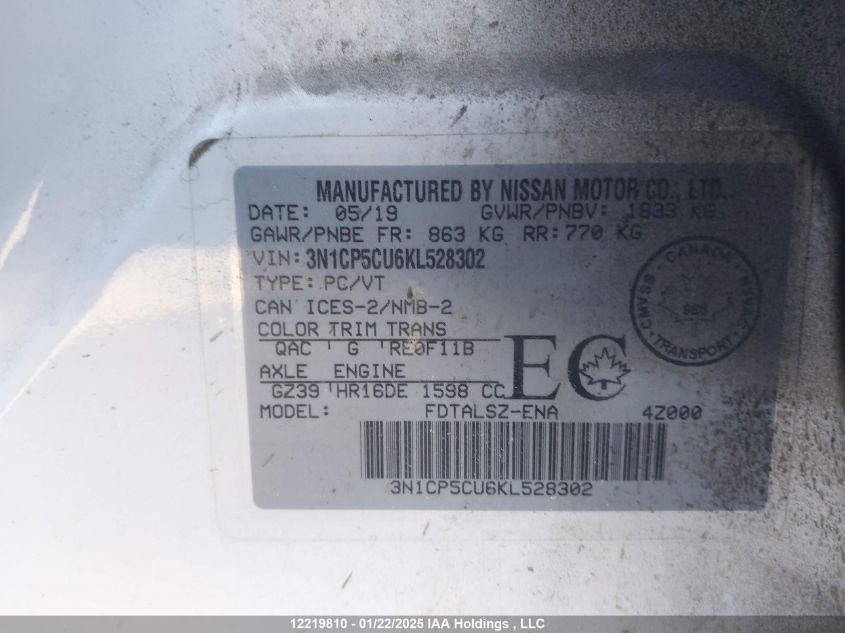 MANUFACTURED BY NISSAN MOTOR CO., LTD.
DATE: 05/19 GVWR/PNBV: 1633 KG
GAWR/PNBE FR: 863 KG RR: 770 KG
VIN: 3N1CP5CU6KL528302
TYPE: PC/VT
CAN ICES-2/NMB-2
COLOR TRIM TRANS
QAC G RE0F11B
AXLE ENGINE
GZ39 HR16DE 1598 CC
EC
MODEL: FDTALSZ-ENA 4Z000
3N1CP5CU6KL528302
CANADA
CMVSS NVSAC
TRANSPORT
12219810 - 01/22/2025 IAA Holdings , LLC